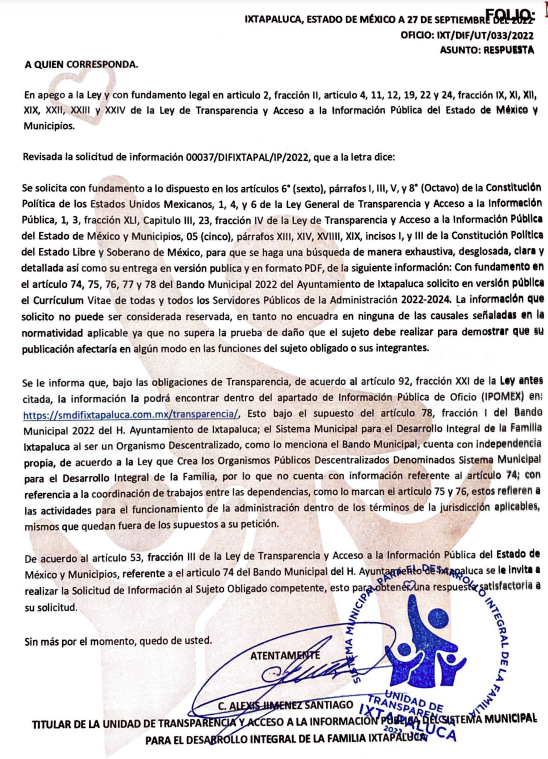 FOLIO:
IXTAPALUCA, ESTADO DE MÉXICO A 27 DE SEPTIEMBRE DEL 2022
OFICIO: IXT/DIF/UT/033/2022
ASUNTO: RESPUESTA
A QUIEN CORRESPONDA.
En apego a la Ley y con fundamento legal en articulo 2, fracción II, articulo 4, 11, 12, 19, 22 y 24, fracción IX, XI, XII,
XIX, XXII, XXIII y XXIV de la Ley de Transparencia y Acceso a la Información Pública del Estado de México y
Municipios.
Revisada la solicitud de información 00037/DIFIXTAPAL/IP/2022, que a la letra dice:
Se solicita con fundamento a lo dispuesto en los artículos 6° (sexto), párrafos I, III, V, y 8° (Octavo) de la Constitución
Política de los Estados Unidos Mexicanos, 1, 4, y 6 de la Ley General de Transparencia y Acceso a la Información
Pública, 1, 3, fracción XLI, Capitulo III, 23, fracción IV de la Ley de Transparencia y Acceso a la Información Pública
del Estado de México y Municipios, 05 (cinco), párrafos XIII, XIV, XVIIII, XIX, incisos I, y III de la Constitución Política
del Estado Libre y Soberano de México, para que se haga una búsqueda de manera exhaustiva, desglosada, clara y
detallada así como su entrega en versión publica y en formato PDF, de la siguiente información: Con fundamento en
el artículo 74, 75, 76, 77 y 78 del Bando Municipal 2022 del Ayuntamiento de Ixtapaluca solicito en versión pública
el Currículum Vitae de todas y todos los Servidores Públicos de la Administración 2022-2024. La información que
solicito no puede ser considerada reservada, en tanto no encuadra en ninguna de las causales señaladas en la
normatividad aplicable ya que no supera la prueba de daño que el sujeto debe realizar para demostrar que su
publicación afectaría en algún modo en las funciones del sujeto obligado o sus integrantes.
Se le informa que, bajo las obligaciones de Transparencia, de acuerdo al articulo 92, fracción XXI de la Ley antes
citada, la información la podrá encontrar dentro del apartado de Información Pública de Oficio (IPOMEX) en:
https://smdifixtapaluca.com.mx/transparencia/, Esto bajo el supuesto del artículo 78, fracción I del Bando
Municipal 2022 del H. Ayuntamiento de Ixtapaluca; el Sistema Municipal para el Desarrollo Integral de la Familia
Ixtapaluca al ser un Organismo Descentralizado, como lo menciona el Bando Municipal, cuenta con independencia
propia, de acuerdo a la Ley que Crea los Organismos Públicos Descentralizados Denominados Sistema Municipal
para el Desarrollo Integral de la Familia, por lo que no cuenta con información referente al artículo 74; con
referencia a la coordinación de trabajos entre las dependencias, como lo marcan el articulo 75 y 76, estos refieren a
las actividades para el funcionamiento de la administración dentro de los términos de la jurisdicción aplicables,
mismos que quedan fuera de los supuestos a su petición.
De acuerdo al articulo 53, fracción III de la Ley de Transparencia y Acceso a la Información Pública del Estado de
México y Municipios, referente a el articulo 74 del Bando Municipal del H. Ayuntamiento de Ixtapaluca se le invita a
realizar la Solicitud de Información al Sujeto Obligado competente, esto para obtener una respuesta satisfactoria a
su solicitud.
Sin más por el momento, quedo de usted.
ATENTAMENTE
C. ALEXIS JIMENEZ SANTIAGO
TITULAR DE LA UNIDAD DE TRANSPARENCIA Y ACCESO A LA INFORMACIÓN PÚBLICA DEL SISTEMA MUNICIPAL
PARA EL DESARROLLO INTEGRAL DE LA FAMILIA IXTAPALUCA
SISTEMA MUNICIPAL PARA EL DESARROLLO INTEGRAL DE LA FAMILIA
UNIDAD DE
TRANSPARENCIA
IXTAPALUCA
2022